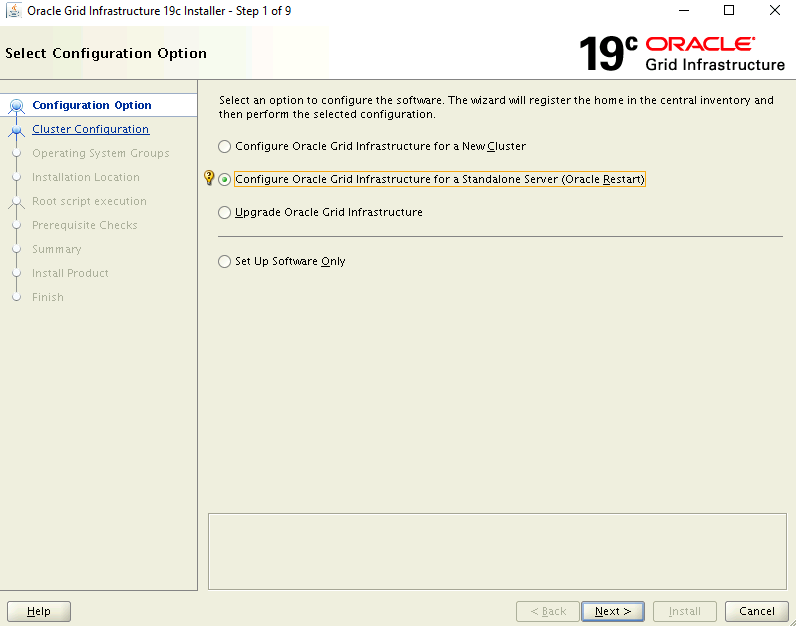 Oracle Grid Infrastructure 19c Installer - Step 1 of 9
Select Configuration Option
19c ORACLE
Grid Infrastructure
Configuration Option
Cluster Configuration
Operating System Groups
Installation Location
Root script execution
Prerequisite Checks
Summary
Install Product
Finish
Select an option to configure the software. The wizard will register the home in the central inventory and
then perform the selected configuration.
Configure Oracle Grid Infrastructure for a New Cluster
Configure Oracle Grid Infrastructure for a Standalone Server (Oracle Restart)
Upgrade Oracle Grid Infrastructure
Set Up Software Only
Help
< Back
Next >
Install
Cancel